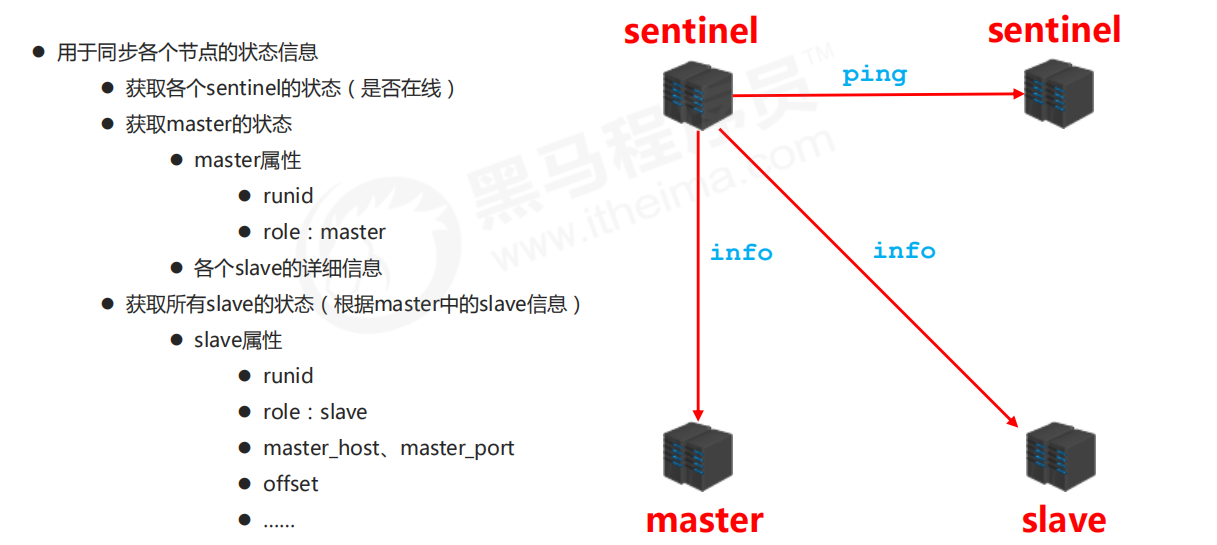 用于同步各个节点的状态信息
获取各个sentinel的状态（是否在线）
获取master的状态
master属性
runid
role：master
各个slave的详细信息
获取所有slave的状态（根据master中的slave信息）
slave属性
runid
role：slave
master_host、master_port
offset
......
sentinel
sentinel
ping
info
info
master
slave
黑马程序员™
www.itheima.com